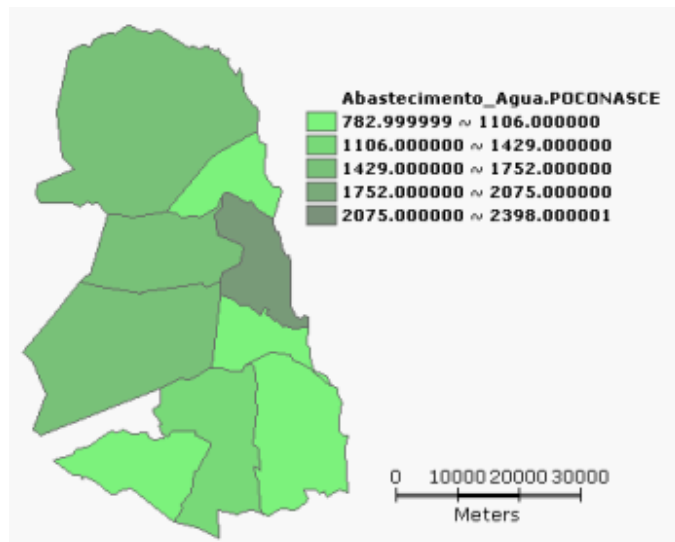 Abastecimento_Agua.POCONASCE
782.999999 ~ 1106.000000
1106.000000 ~ 1429.000000
1429.000000 ~ 1752.000000
1752.000000 ~ 2075.000000
2075.000000 ~ 2398.000001
0 10000 20000 30000
Meters